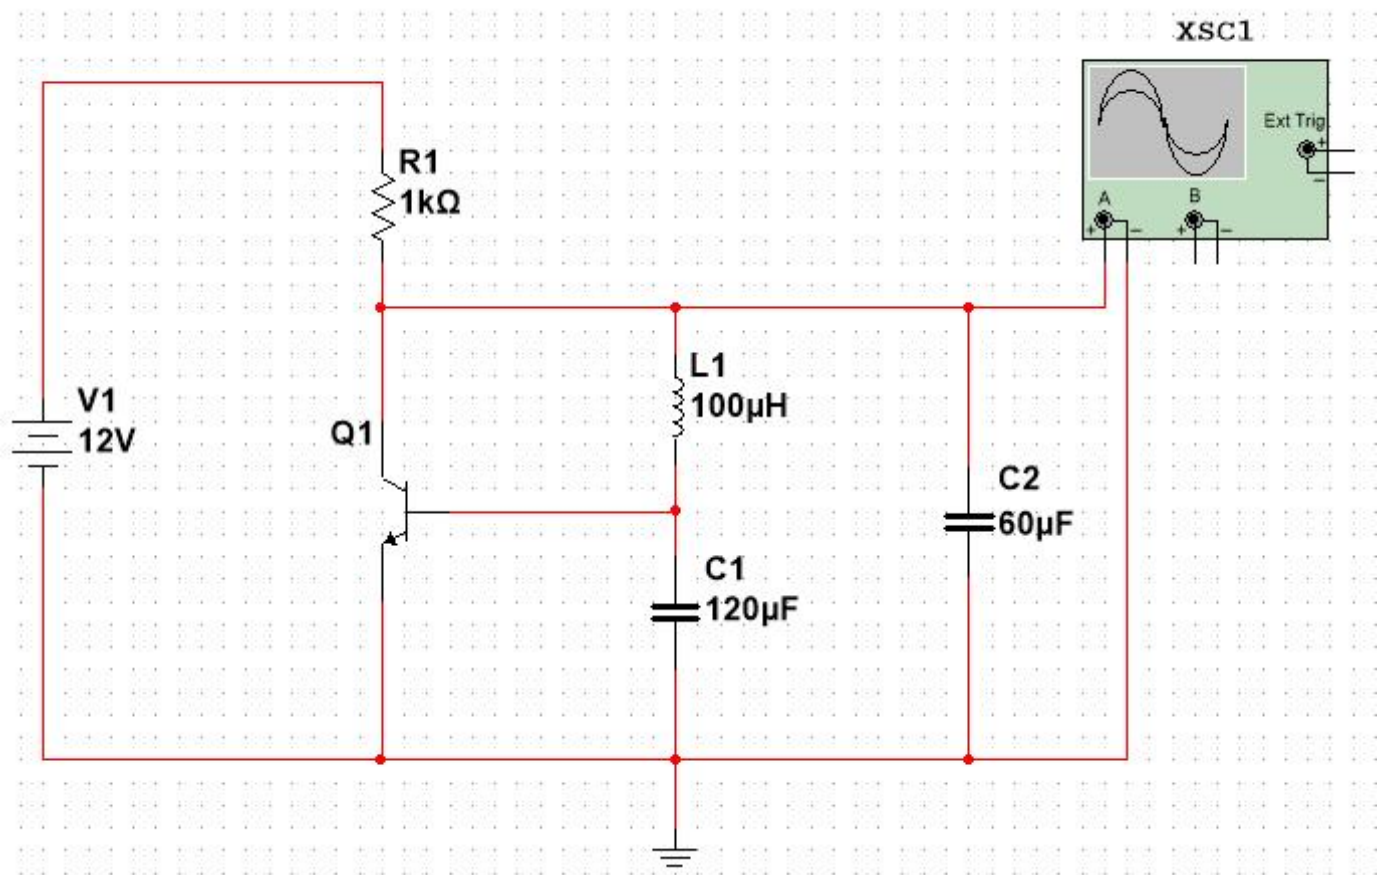 XSC1
Ext Trig
+
−
A
B
+
−
+
−
R1
1kΩ
L1
100µH
V1
12V
Q1
C2
60µF
C1
120µF